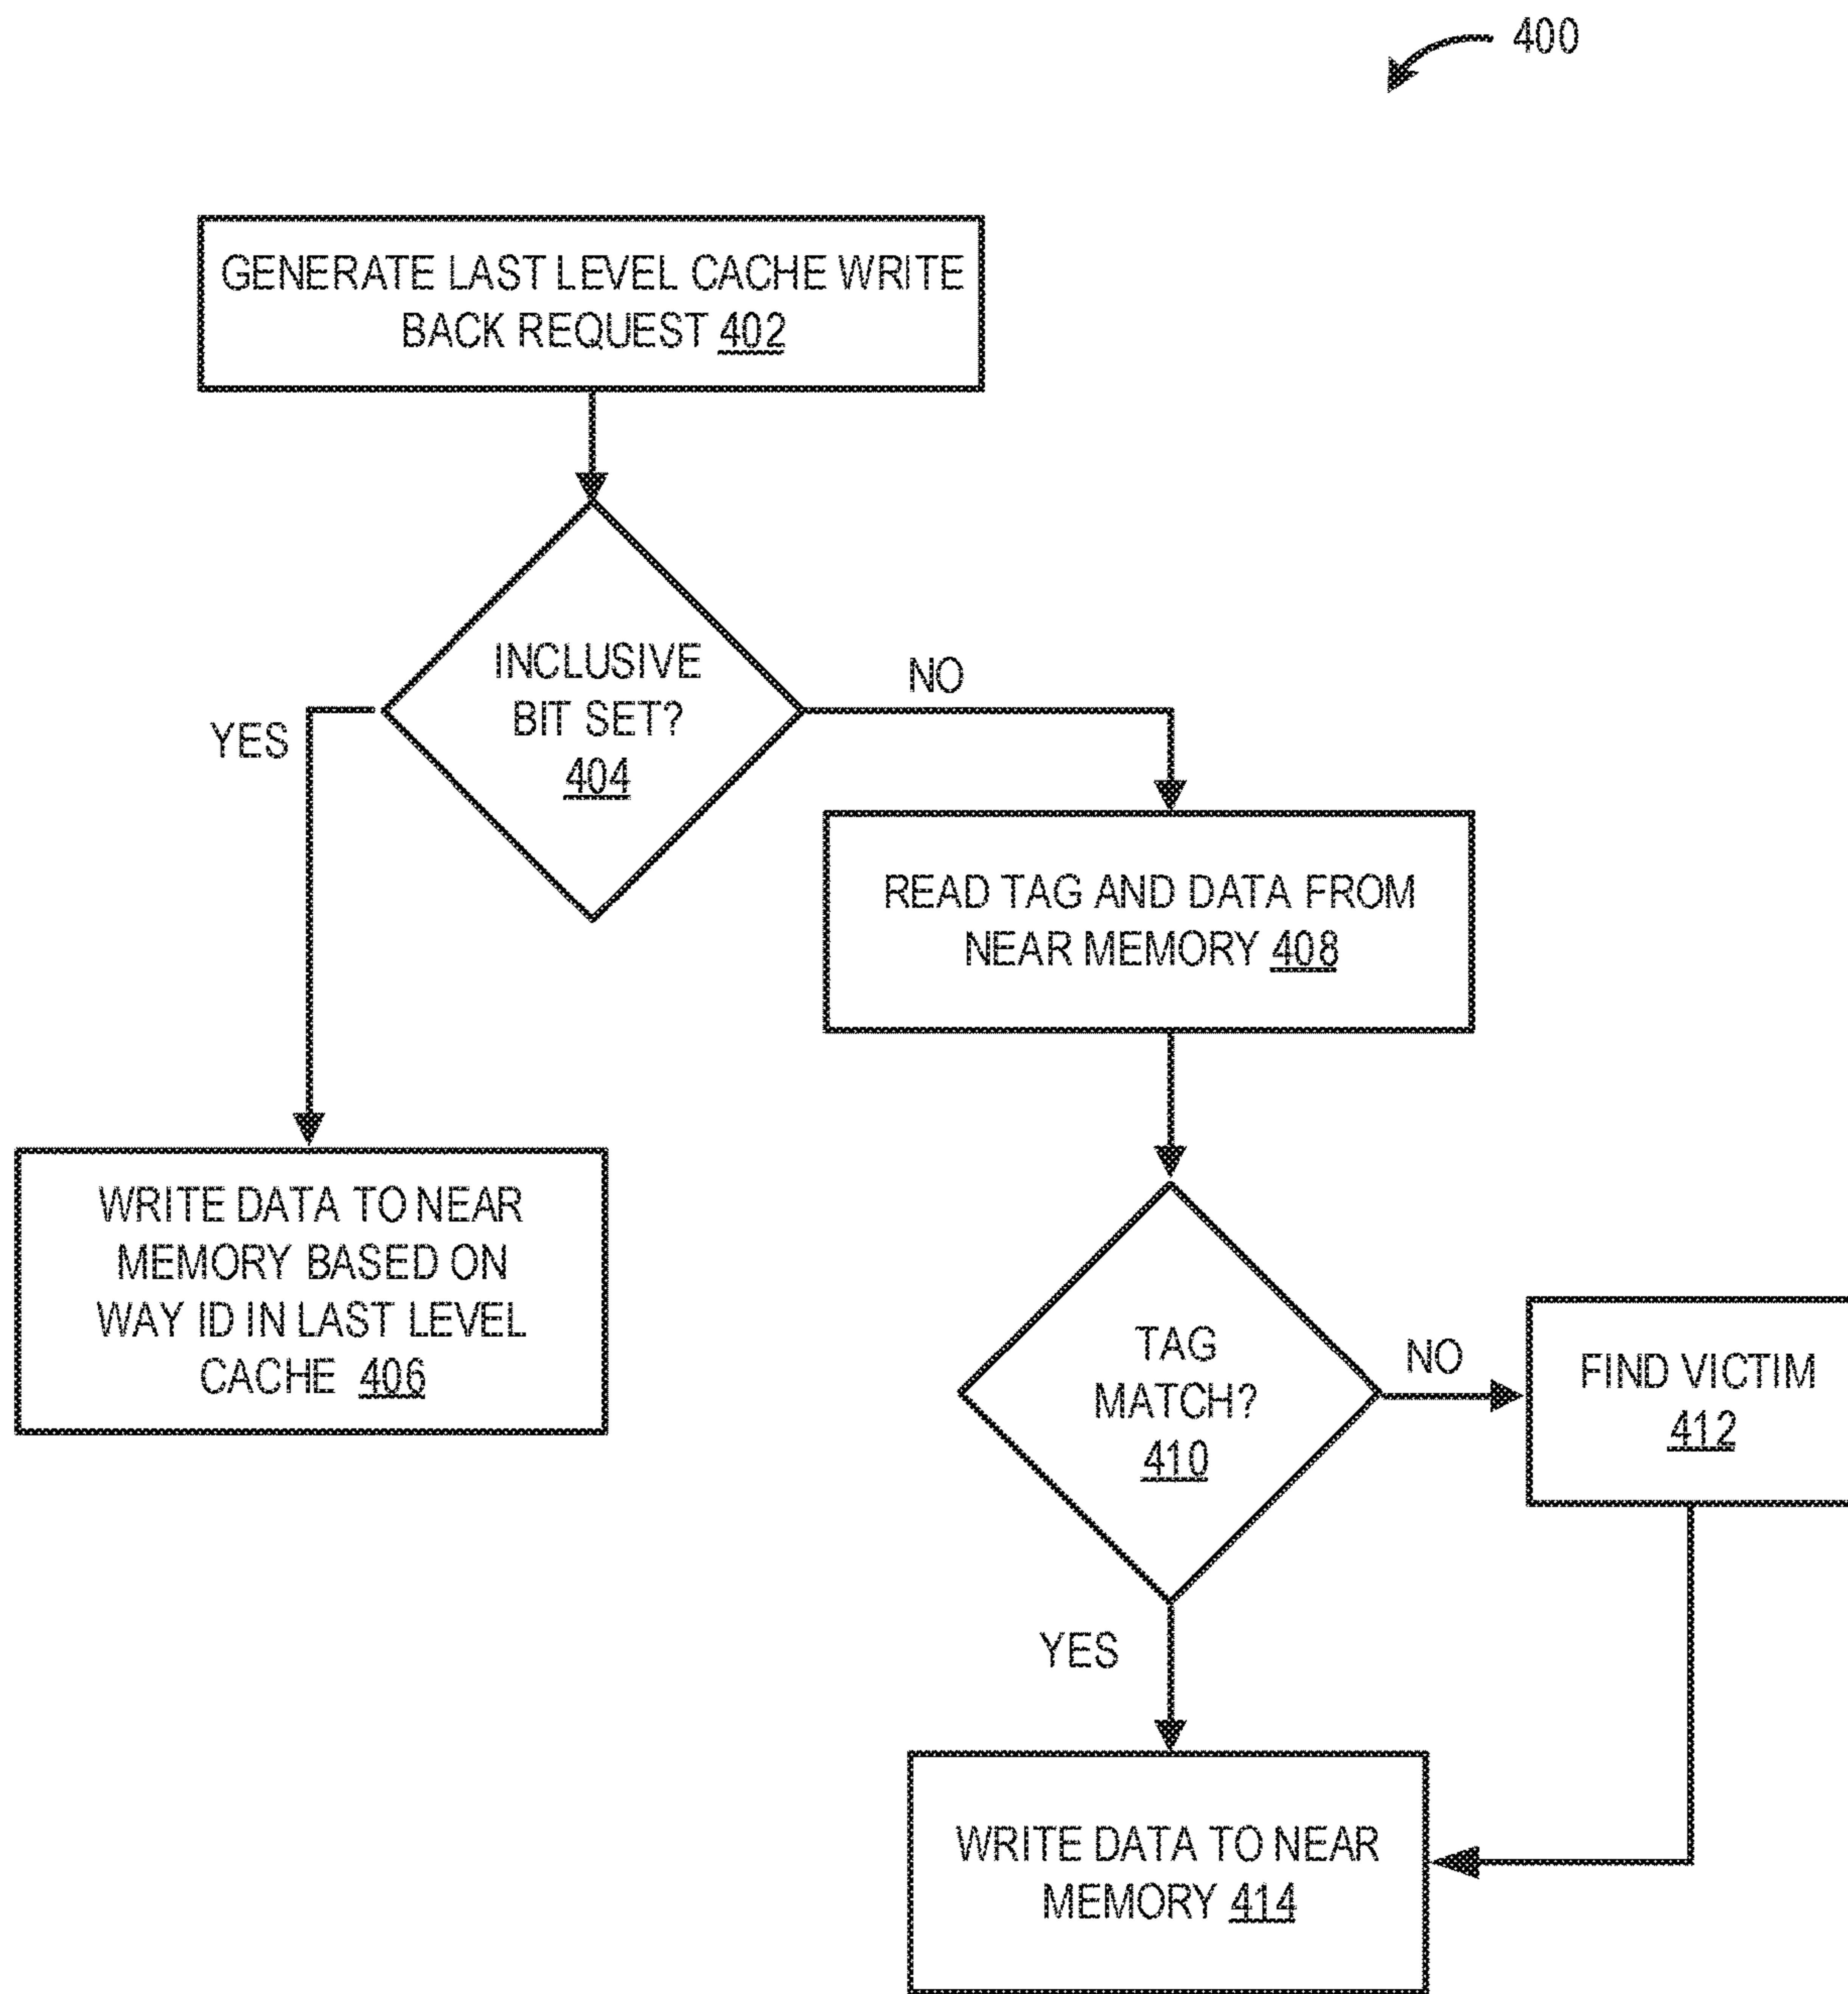 400
GENERATE LAST LEVEL CACHE WRITE
BACK REQUEST 402
INCLUSIVE
BIT SET?
404
YES
NO
READ TAG AND DATA FROM
NEAR MEMORY 408
WRITE DATA TO NEAR
MEMORY BASED ON
WAY ID IN LAST LEVEL
CACHE 406
TAG
MATCH?
410
NO
FIND VICTIM
412
YES
WRITE DATA TO NEAR
MEMORY 414